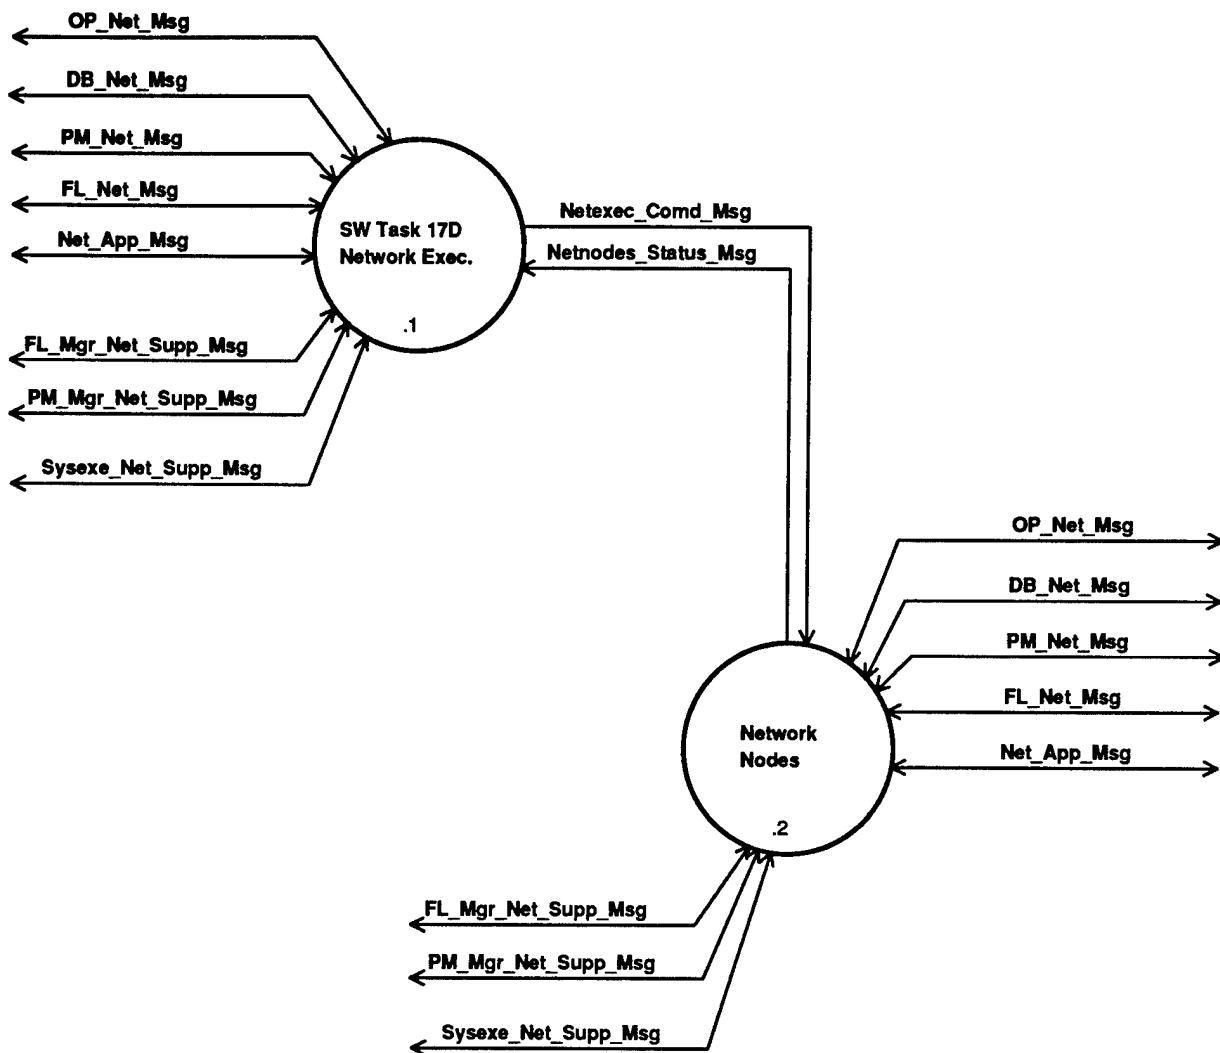 OP_Net_Msg
DB_Net_Msg
PM_Net_Msg
FL_Net_Msg
Net_App_Msg
FL_Mgr_Net_Supp_Msg
PM_Mgr_Net_Supp_Msg
Sysexe_Net_Supp_Msg
SW Task 17D
Network Exec.
.1
Netexec_Comd_Msg
Netnodes_Status_Msg
OP_Net_Msg
DB_Net_Msg
PM_Net_Msg
FL_Net_Msg
Net_App_Msg
Network
Nodes
.2
FL_Mgr_Net_Supp_Msg
PM_Mgr_Net_Supp_Msg
Sysexe_Net_Supp_Msg